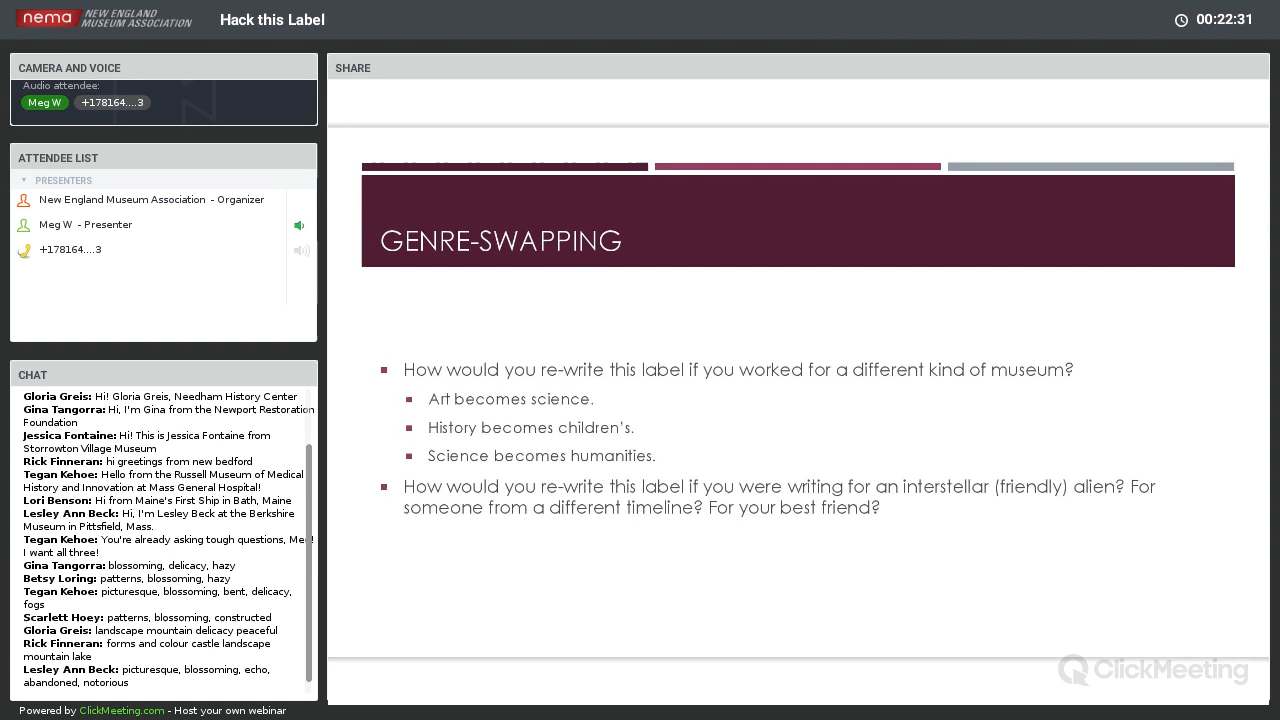 nema NEW ENGLAND
MUSEUM ASSOCIATION
Hack this Label
00:22:31
CAMERA AND VOICE
Audio attendee:
Meg W +178164....3
ATTENDEE LIST
PRESENTERS
New England Museum Association - Organizer
Meg W - Presenter
+178164....3
CHAT
Gloria Greis: Hi! Gloria Greis, Needham History Center
Gina Tangorra: Hi, I'm Gina from the Newport Restoration
Foundation
Jessica Fontaine: Hi! This is Jessica Fontaine from
Storrowton Village Museum
Rick Finneran: hi greetings from new bedford
Tegan Kehoe: Hello from the Russell Museum of Medical
History and Innovation at Mass General Hospital!
Lori Benson: Hi from Maine's First Ship in Bath, Maine
Lesley Ann Beck: Hi, I'm Lesley Beck at the Berkshire
Museum in Pittsfield, Mass.
Tegan Kehoe: You're already asking tough questions, Meg!
I want all three!
Gina Tangorra: blossoming, delicacy, hazy
Betsy Loring: patterns, blossoming, hazy
Tegan Kehoe: picturesque, blossoming, bent, delicacy,
fogs
Scarlett Hoey: patterns, blossoming, constructed
Gloria Greis: landscape mountain delicacy peaceful
Rick Finneran: forms and colour castle landscape
mountain lake
Lesley Ann Beck: picturesque, blossoming, echo,
abandoned, notorious
Powered by ClickMeeting.com - Host your own webinar
SHARE
GENRE-SWAPPING
How would you re-write this label if you worked for a different kind of museum?
Art becomes science.
History becomes children's.
Science becomes humanities.
How would you re-write this label if you were writing for an interstellar (friendly) alien? For
someone from a different timeline? For your best friend?
ClickMeeting